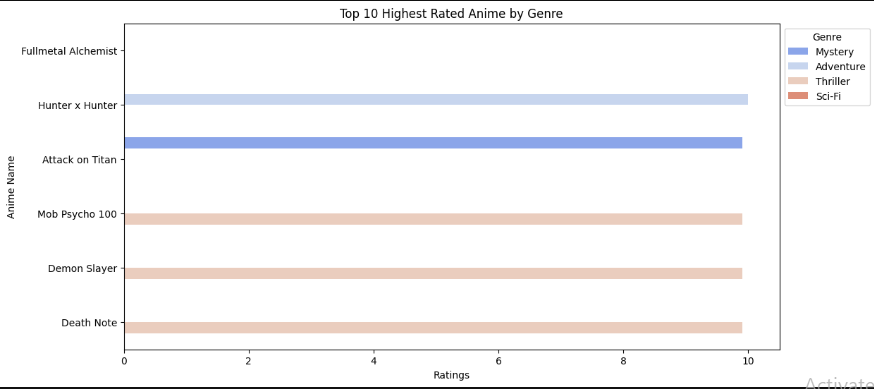 Top 10 Highest Rated Anime by Genre
Genre
Mystery
Adventure
Thriller
Sci-Fi
Anime Name
Fullmetal Alchemist
Hunter x Hunter
Attack on Titan
Mob Psycho 100
Demon Slayer
Death Note
0 2 4 6 8 10
Ratings
Activate